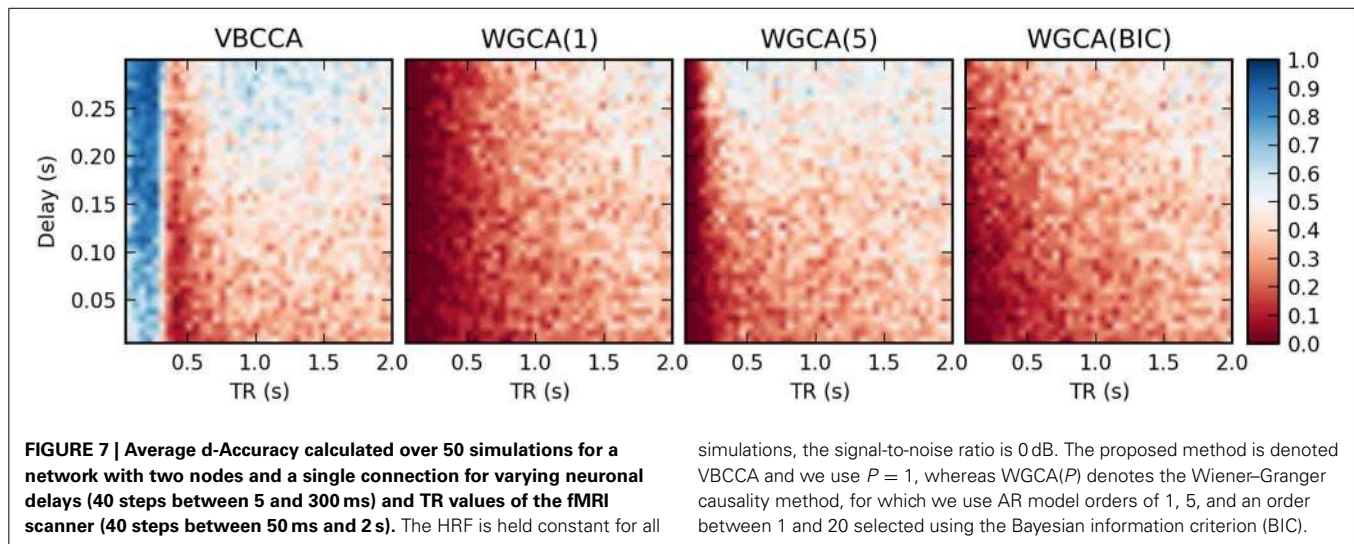 VBCCA WGCA(1) WGCA(5) WGCA(BIC)
Delay (s)
0.25
0.20
0.15
0.10
0.05
1.0
0.9
0.8
0.7
0.6
0.5
0.4
0.3
0.2
0.1
0.0
0.5 1.0 1.5 2.0 0.5 1.0 1.5 2.0 0.5 1.0 1.5 2.0 0.5 1.0 1.5 2.0
TR (s) TR (s) TR (s) TR (s)
FIGURE 7 | Average d-Accuracy calculated over 50 simulations for a
network with two nodes and a single connection for varying neuronal
delays (40 steps between 5 and 300 ms) and TR values of the fMRI
scanner (40 steps between 50 ms and 2 s). The HRF is held constant for all
simulations, the signal-to-noise ratio is 0 dB. The proposed method is denoted
VBCCA and we use P = 1, whereas WGCA(P) denotes the Wiener–Granger
causality method, for which we use AR model orders of 1, 5, and an order
between 1 and 20 selected using the Bayesian information criterion (BIC).